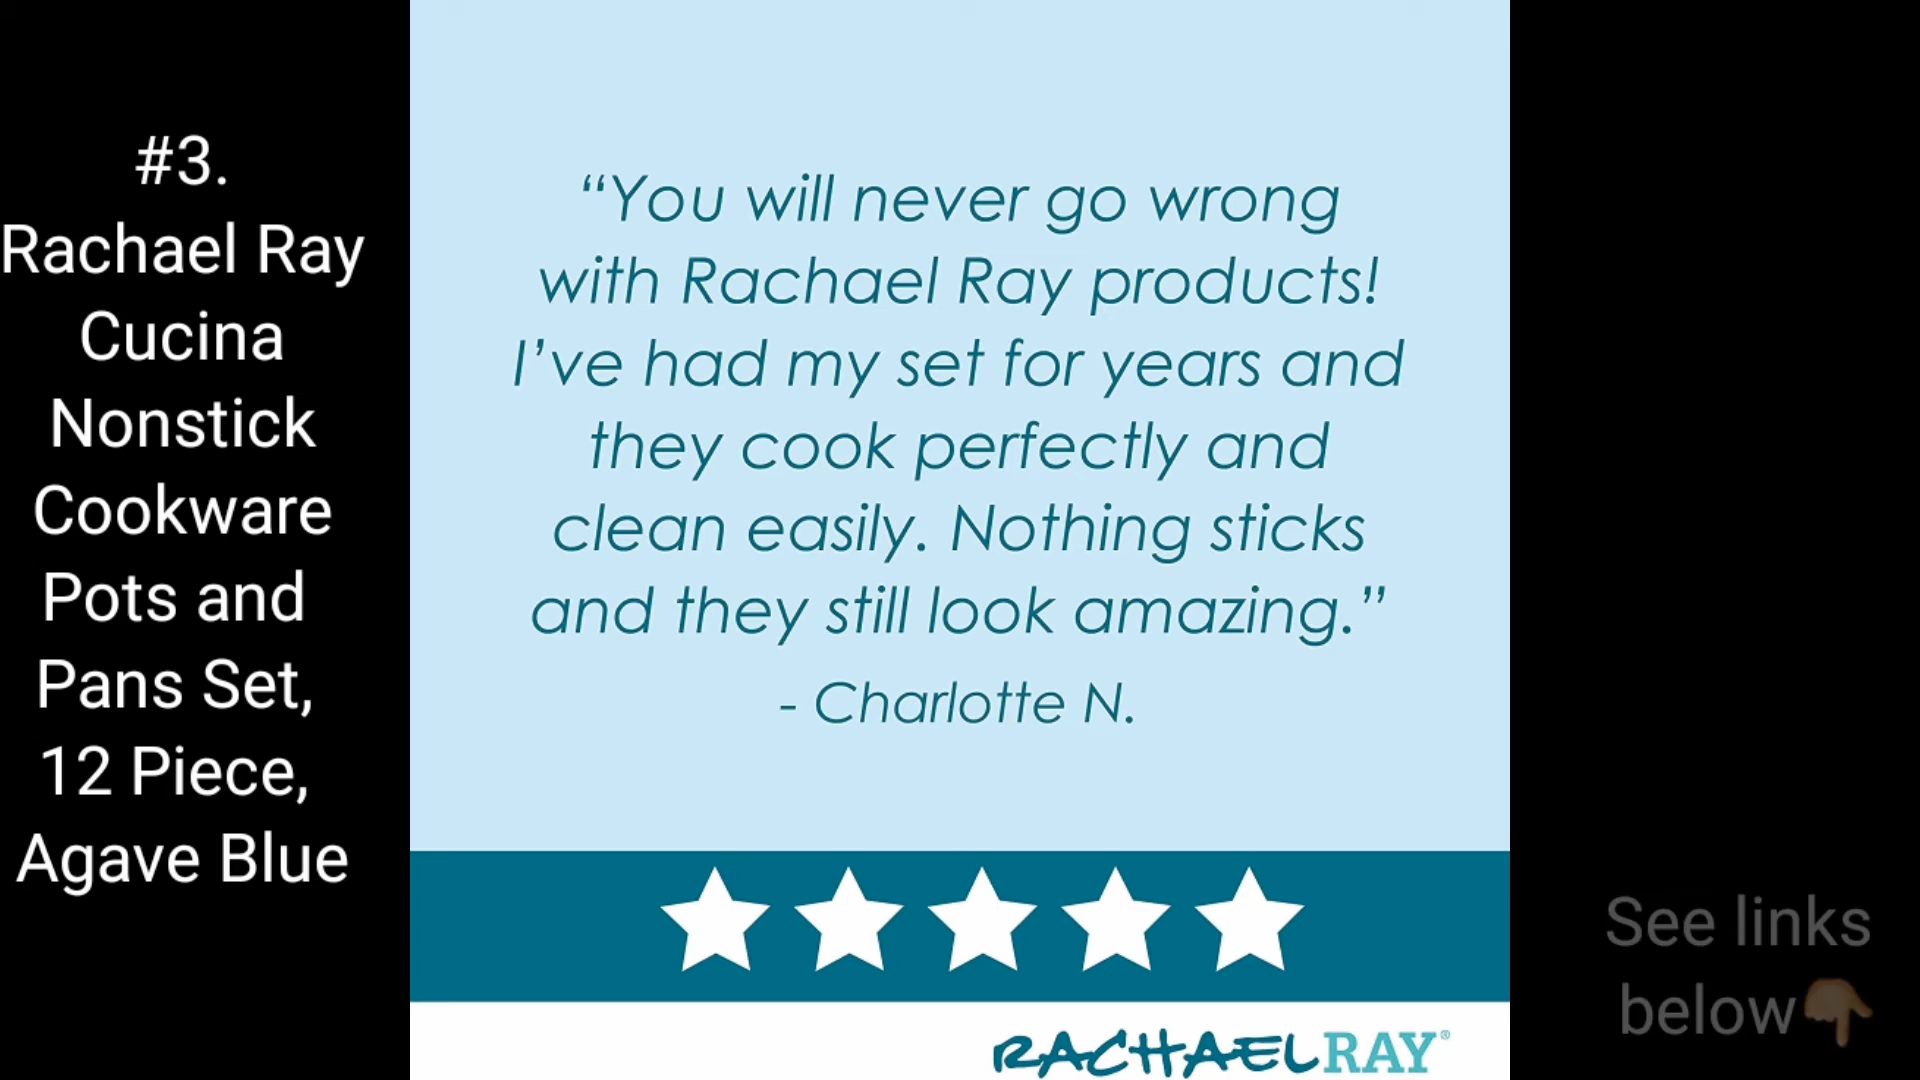 #3.
Rachael Ray
Cucina
Nonstick
Cookware
Pots and
Pans Set,
12 Piece,
Agave Blue
“You will never go wrong
with Rachael Ray products!
I’ve had my set for years and
they cook perfectly and
clean easily. Nothing sticks
and they still look amazing.”
- Charlotte N.
RACHAELRAY®
See links
below👇🏽